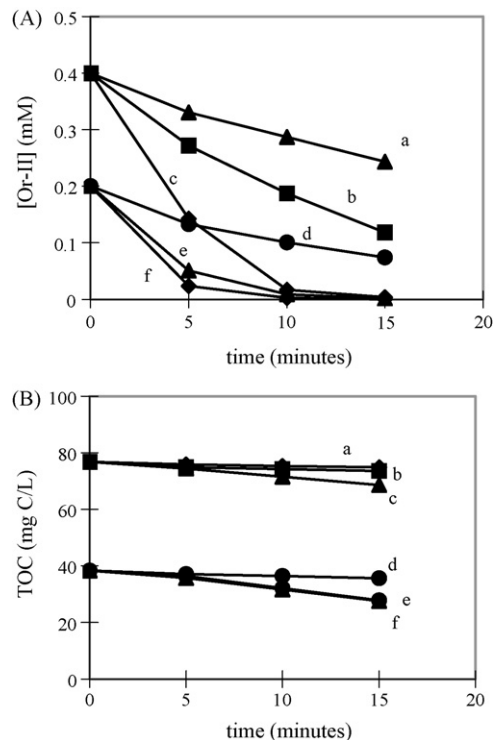 (A)
0.5
0.4
0.3
0.2
0.1
0
[Or-II] (mM)
a
b
c
d
e
f
0 5 10 15 20
time (minutes)
(B)
100
80
60
40
20
0
TOC (mg C/L)
a
b
c
d
e
f
0 5 10 15 20
time (minutes)